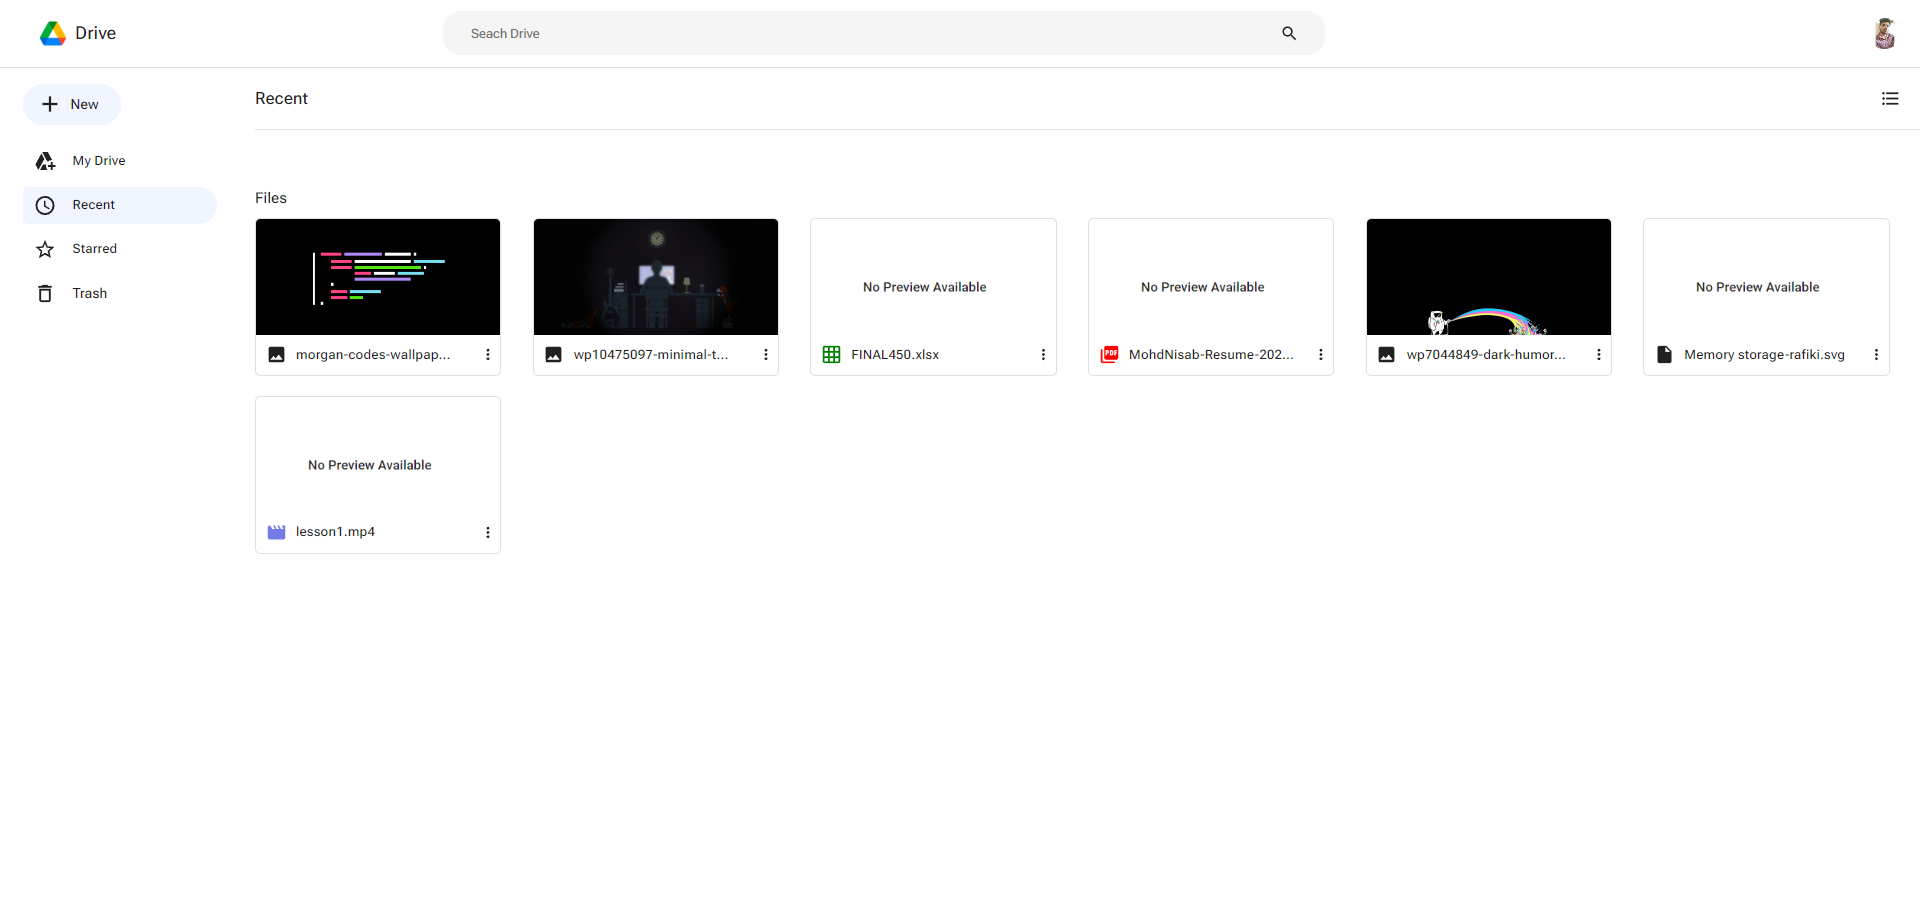 Drive
Seach Drive
New
My Drive
Recent
Starred
Trash
Recent
Files
morgan-codes-wallpap...
wp10475097-minimal-t...
No Preview Available
FINAL450.xlsx
No Preview Available
PDF
MohdNisab-Resume-202...
wp7044849-dark-humor...
No Preview Available
Memory storage-rafiki.svg
No Preview Available
lesson1.mp4